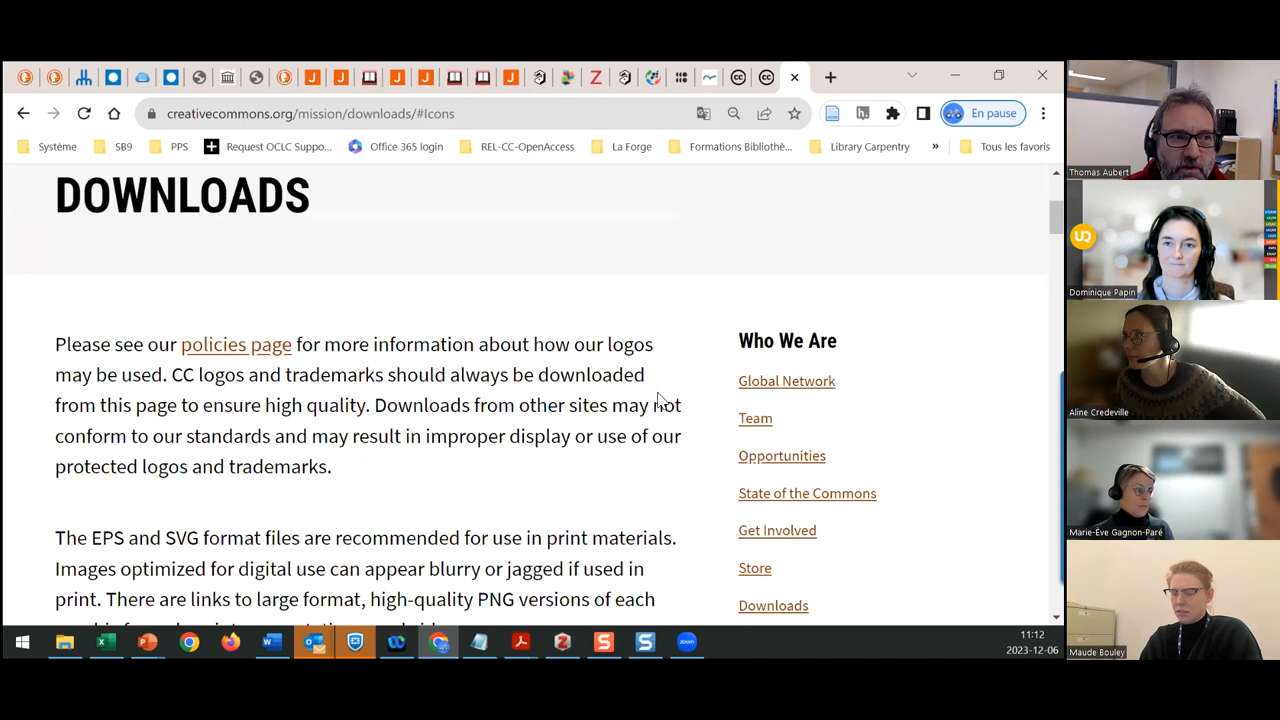 creativecommons.org/mission/downloads/#Icons
En pause
Système
SB9
PPS
Request OCLC Suppo...
Office 365 login
REL-CC-OpenAccess
La Forge
Formations Bibliothè...
Library Carpentry
»
Tous les favoris
DOWNLOADS
Please see our policies page for more information about how our logos
may be used. CC logos and trademarks should always be downloaded
from this page to ensure high quality. Downloads from other sites may not
conform to our standards and may result in improper display or use of our
protected logos and trademarks.
The EPS and SVG format files are recommended for use in print materials.
Images optimized for digital use can appear blurry or jagged if used in
print. There are links to large format, high-quality PNG versions of each
Who We Are
Global Network
Team
Opportunities
State of the Commons
Get Involved
Store
Downloads
11:12
2023-12-06
Thomas Aubert
UQ
Dominique Papin
Aline Credeville
Marie-Ève Gagnon-Paré
Maude Bouley